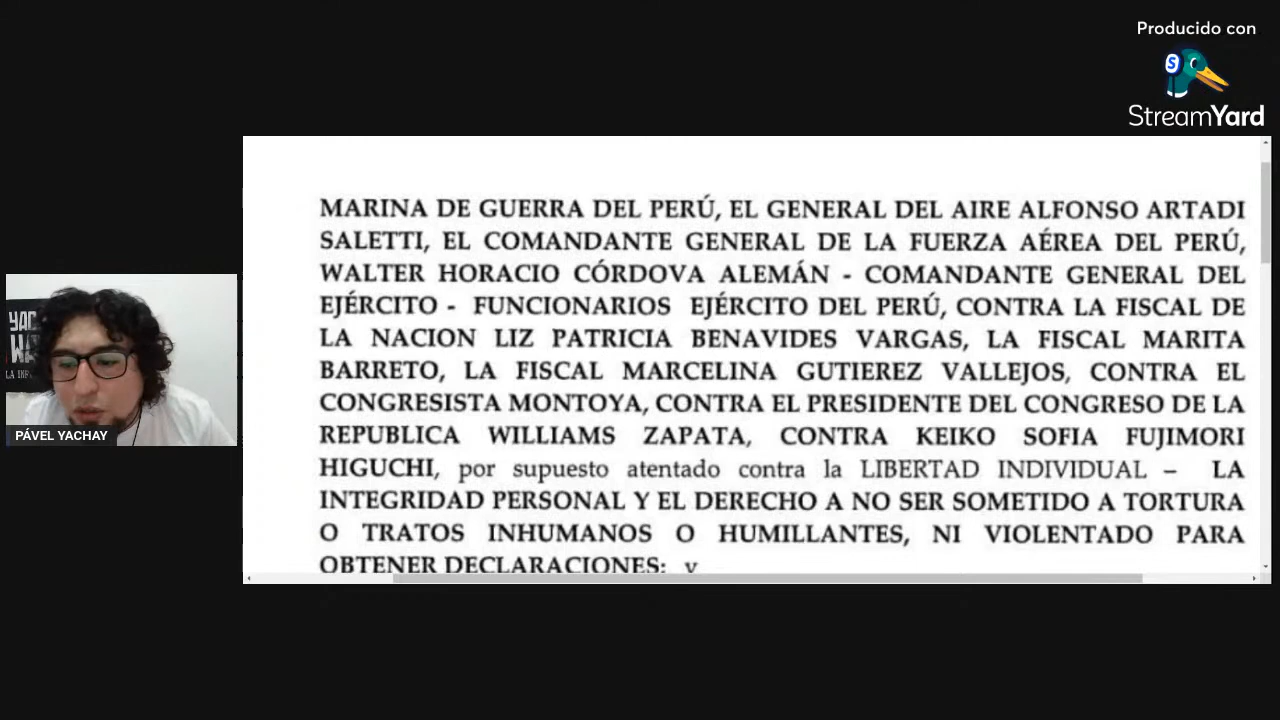 Producido con
S
StreamYard
MARINA DE GUERRA DEL PERÚ, EL GENERAL DEL AIRE ALFONSO ARTADI
SALETTI, EL COMANDANTE GENERAL DE LA FUERZA AÉREA DEL PERÚ,
WALTER HORACIO CÓRDOVA ALEMÁN - COMANDANTE GENERAL DEL
EJÉRCITO - FUNCIONARIOS EJÉRCITO DEL PERÚ, CONTRA LA FISCAL DE
LA NACION LIZ PATRICIA BENAVIDES VARGAS, LA FISCAL MARITA
BARRETO, LA FISCAL MARCELINA GUTIEREZ VALLEJOS, CONTRA EL
CONGRESISTA MONTOYA, CONTRA EL PRESIDENTE DEL CONGRESO DE LA
REPUBLICA WILLIAMS ZAPATA, CONTRA KEIKO SOFIA FUJIMORI
HIGUCHI, por supuesto atentado contra la LIBERTAD INDIVIDUAL – LA
INTEGRIDAD PERSONAL Y EL DERECHO A NO SER SOMETIDO A TORTURA
O TRATOS INHUMANOS O HUMILLANTES, NI VIOLENTADO PARA
OBTENER DECLARACIONES; y
PÁVEL YACHAY